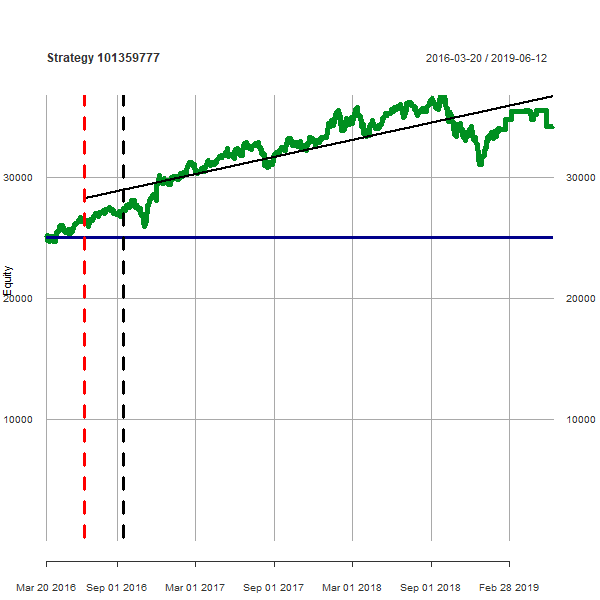 Strategy 101359777
2016-03-20 / 2019-06-12
30000
30000
Equity
20000
20000
10000
10000
Mar 20 2016
Sep 01 2016
Mar 01 2017
Sep 01 2017
Mar 01 2018
Sep 01 2018
Feb 28 2019